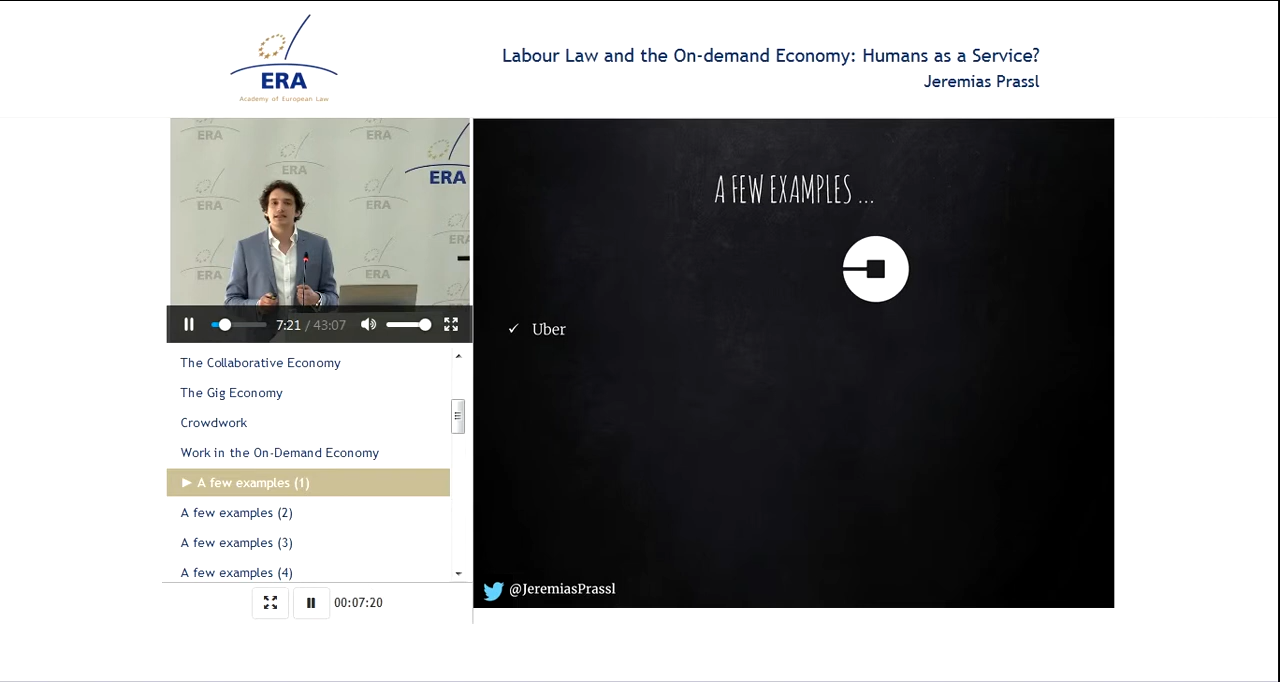 ERA
Academy of European Law
Labour Law and the On-demand Economy: Humans as a Service?
Jeremias Prassl
ERA
ERA
ERA
ERA
ERA
ERA
ERA
ERA
ERA
7:21 / 43:07
The Collaborative Economy
The Gig Economy
Crowdwork
Work in the On-Demand Economy
► A few examples (1)
A few examples (2)
A few examples (3)
A few examples (4)
00:07:20
A FEW EXAMPLES ...
✓ Uber
@JeremiasPrassl